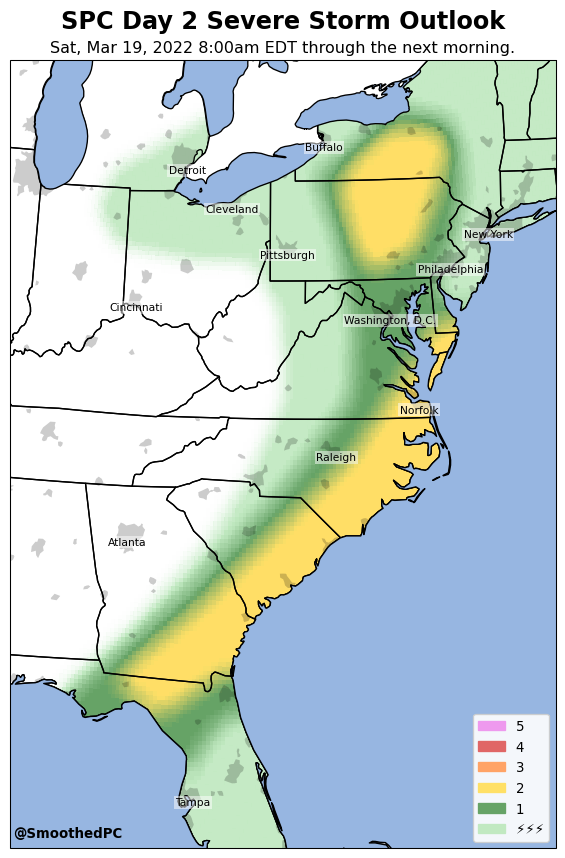 SPC Day 2 Severe Storm Outlook
Sat, Mar 19, 2022 8:00am EDT through the next morning.
Buffalo
Detroit
Cleveland
New York
Pittsburgh
Philadelphia
Cincinnati
Washington, D.C.
Norfolk
Raleigh
Atlanta
Tampa
5
4
3
2
1
⚡⚡⚡
@SmoothedPC